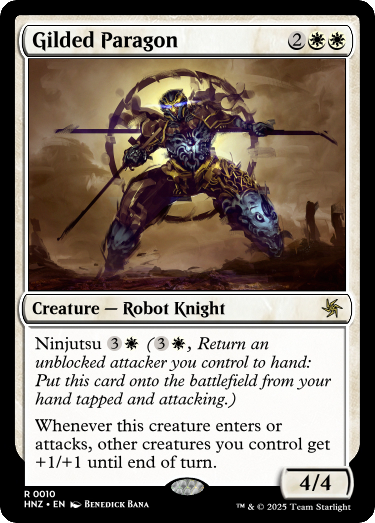 Gilded Paragon 2
Creature — Robot Knight
Ninjutsu 3 (3, Return an
unblocked attacker you control to hand:
Put this card onto the battlefield from your
hand tapped and attacking.)
Whenever this creature enters or
attacks, other creatures you control get
+1/+1 until end of turn.
4/4
R 0010
HNZ • EN Benedick Bana
™ & © 2025 Team Starlight